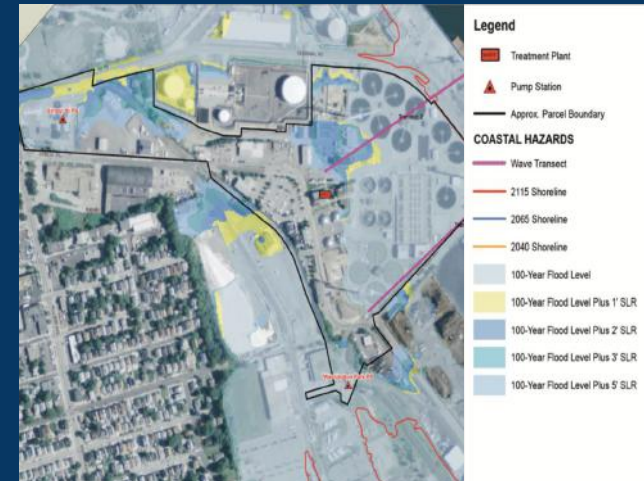 Legend
Treatment Plant
Pump Station
Approx. Parcel Boundary
COASTAL HAZARDS
Wave Transect
2115 Shoreline
2065 Shoreline
2040 Shoreline
100-Year Flood Level
100-Year Flood Level Plus 1' SLR
100-Year Flood Level Plus 2' SLR
100-Year Flood Level Plus 3' SLR
100-Year Flood Level Plus 5' SLR